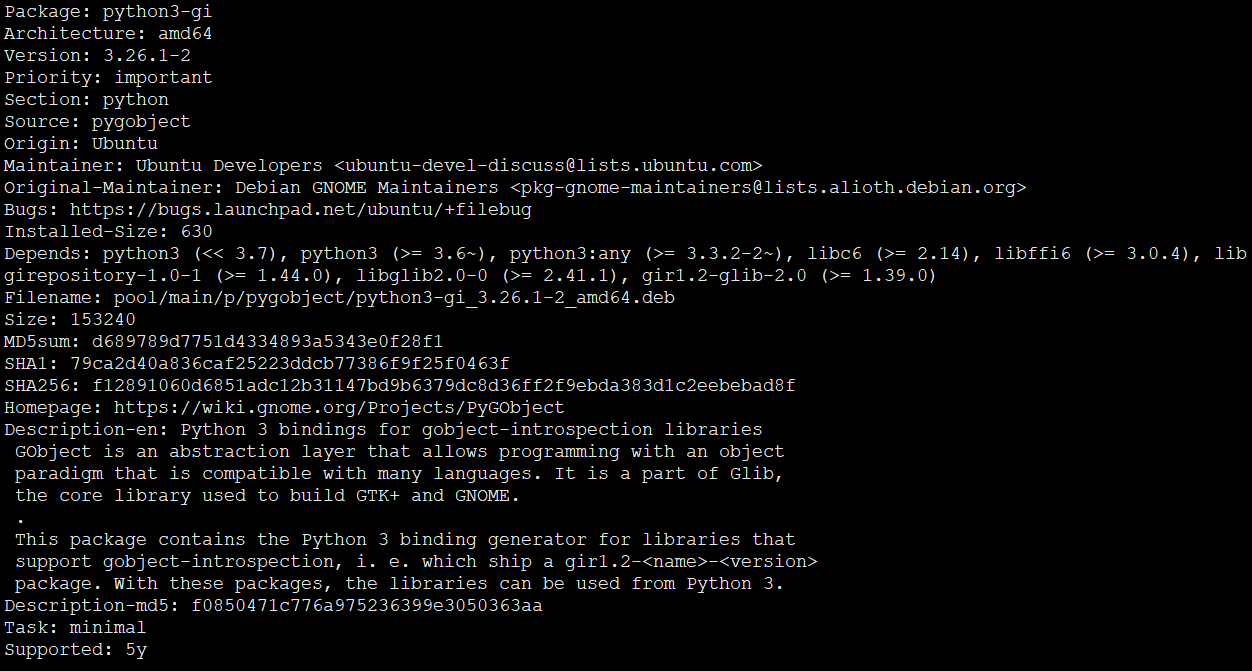 Package: python3-gi
Architecture: amd64
Version: 3.26.1-2
Priority: important
Section: python
Source: pygobject
Origin: Ubuntu
Maintainer: Ubuntu Developers <ubuntu-devel-discuss@lists.ubuntu.com>
Original-Maintainer: Debian GNOME Maintainers <pkg-gnome-maintainers@lists.alioth.debian.org>
Bugs: https://bugs.launchpad.net/ubuntu/+filebug
Installed-Size: 630
Depends: python3 (<< 3.7), python3 (>= 3.6~), python3:any (>= 3.3.2-2~), libc6 (>= 2.14), libffi6 (>= 3.0.4), lib
girepository-1.0-1 (>= 1.44.0), libglib2.0-0 (>= 2.41.1), gir1.2-glib-2.0 (>= 1.39.0)
Filename: pool/main/p/pygobject/python3-gi_3.26.1-2_amd64.deb
Size: 153240
MD5sum: d689789d7751d4334893a5343e0f28f1
SHA1: 79ca2d40a836caf25223ddcb77386f9f25f0463f
SHA256: f12891060d6851adc12b31147bd9b6379dc8d36ff2f9ebda383d1c2eebebad8f
Homepage: https://wiki.gnome.org/Projects/PyGObject
Description-en: Python 3 bindings for gobject-introspection libraries
 GObject is an abstraction layer that allows programming with an object
 paradigm that is compatible with many languages. It is a part of Glib,
 the core library used to build GTK+ and GNOME.
 .
 This package contains the Python 3 binding generator for libraries that
 support gobject-introspection, i. e. which ship a gir1.2-<name>-<version>
 package. With these packages, the libraries can be used from Python 3.
Description-md5: f0850471c776a975236399e3050363aa
Task: minimal
Supported: 5y